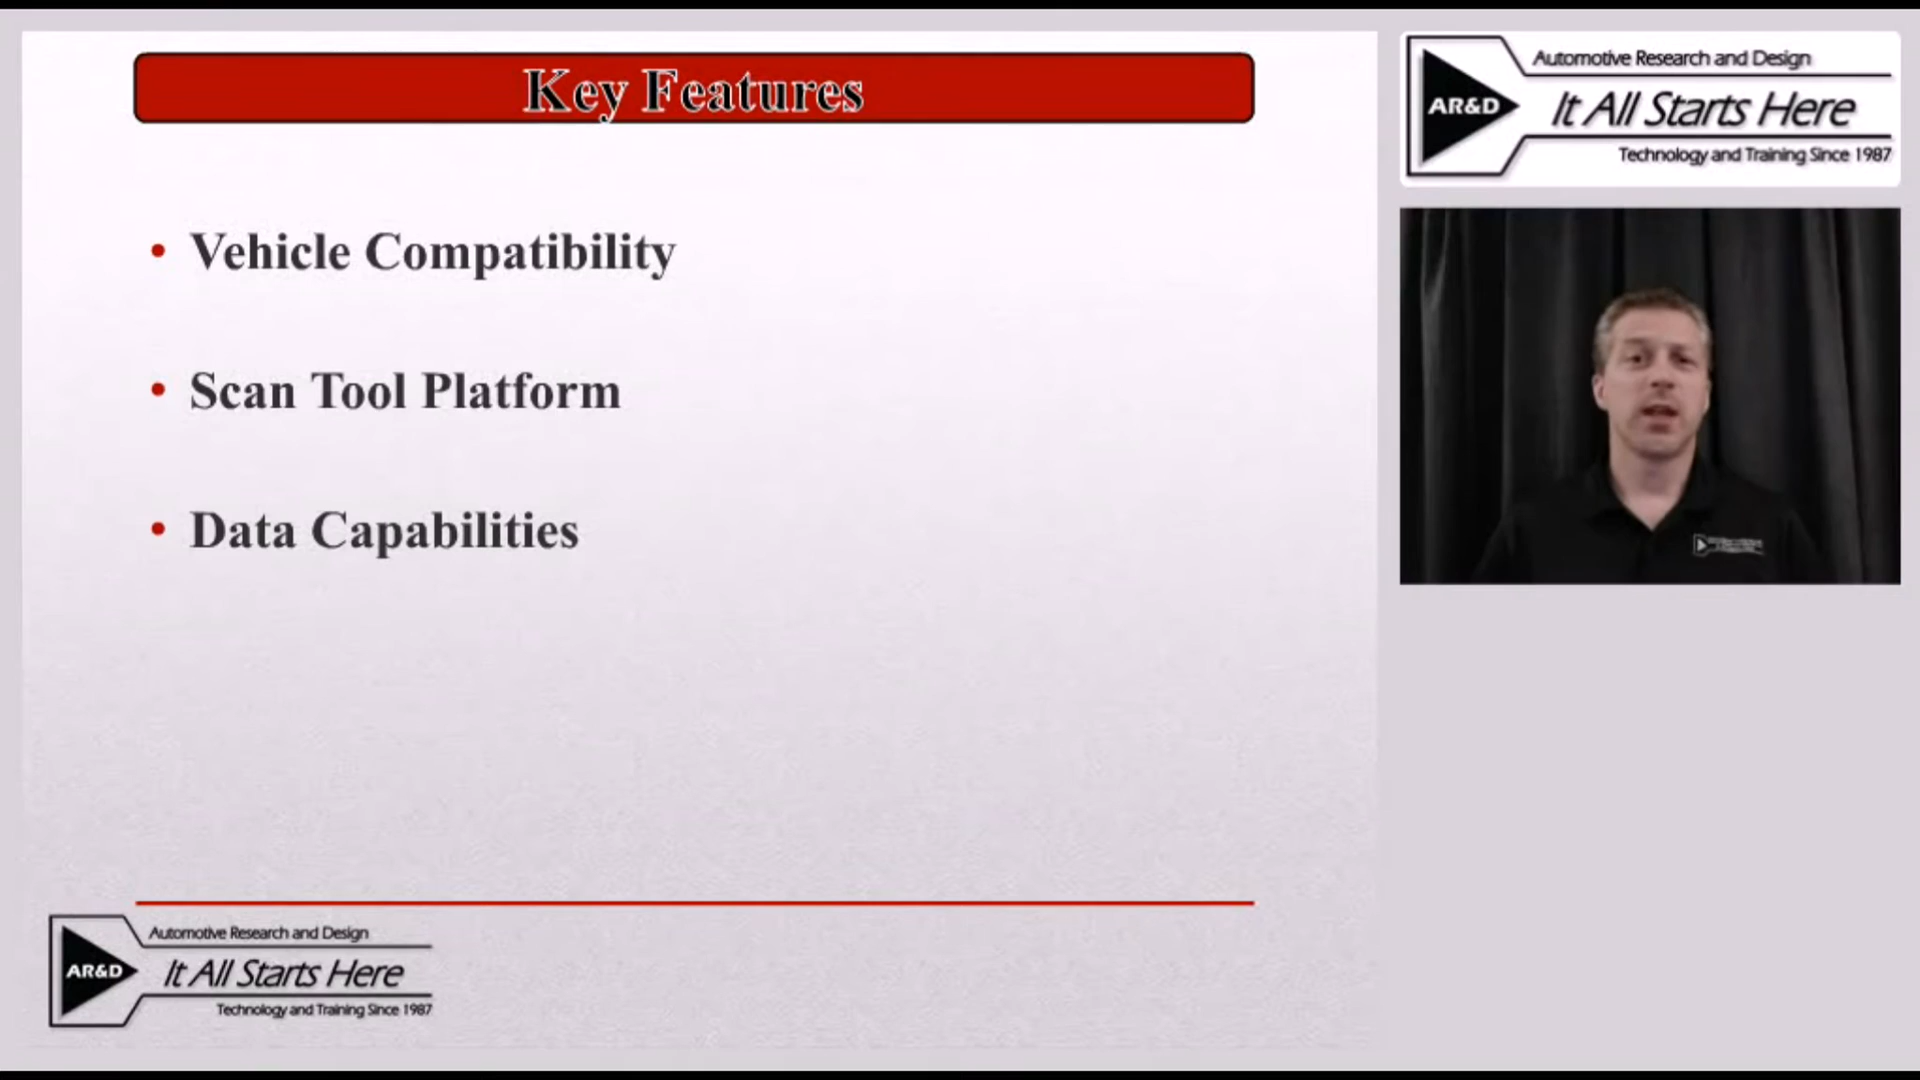 Key Features
• Vehicle Compatibility
• Scan Tool Platform
• Data Capabilities
Automotive Research and Design
AR&D
It All Starts Here
Technology and Training Since 1987
Automotive Research and Design
AR&D
It All Starts Here
Technology and Training Since 1987